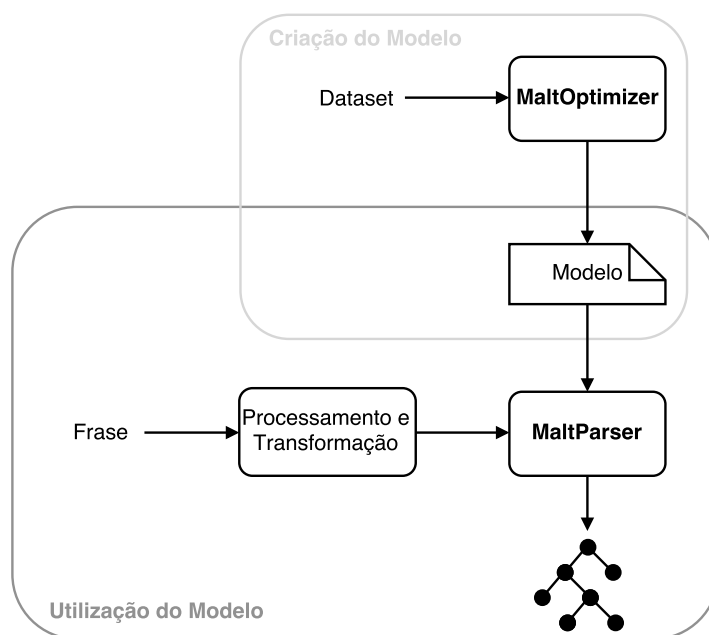 Criação do Modelo
Dataset
MaltOptimizer
Modelo
Frase
Processamento e
Transformação
MaltParser
Utilização do Modelo